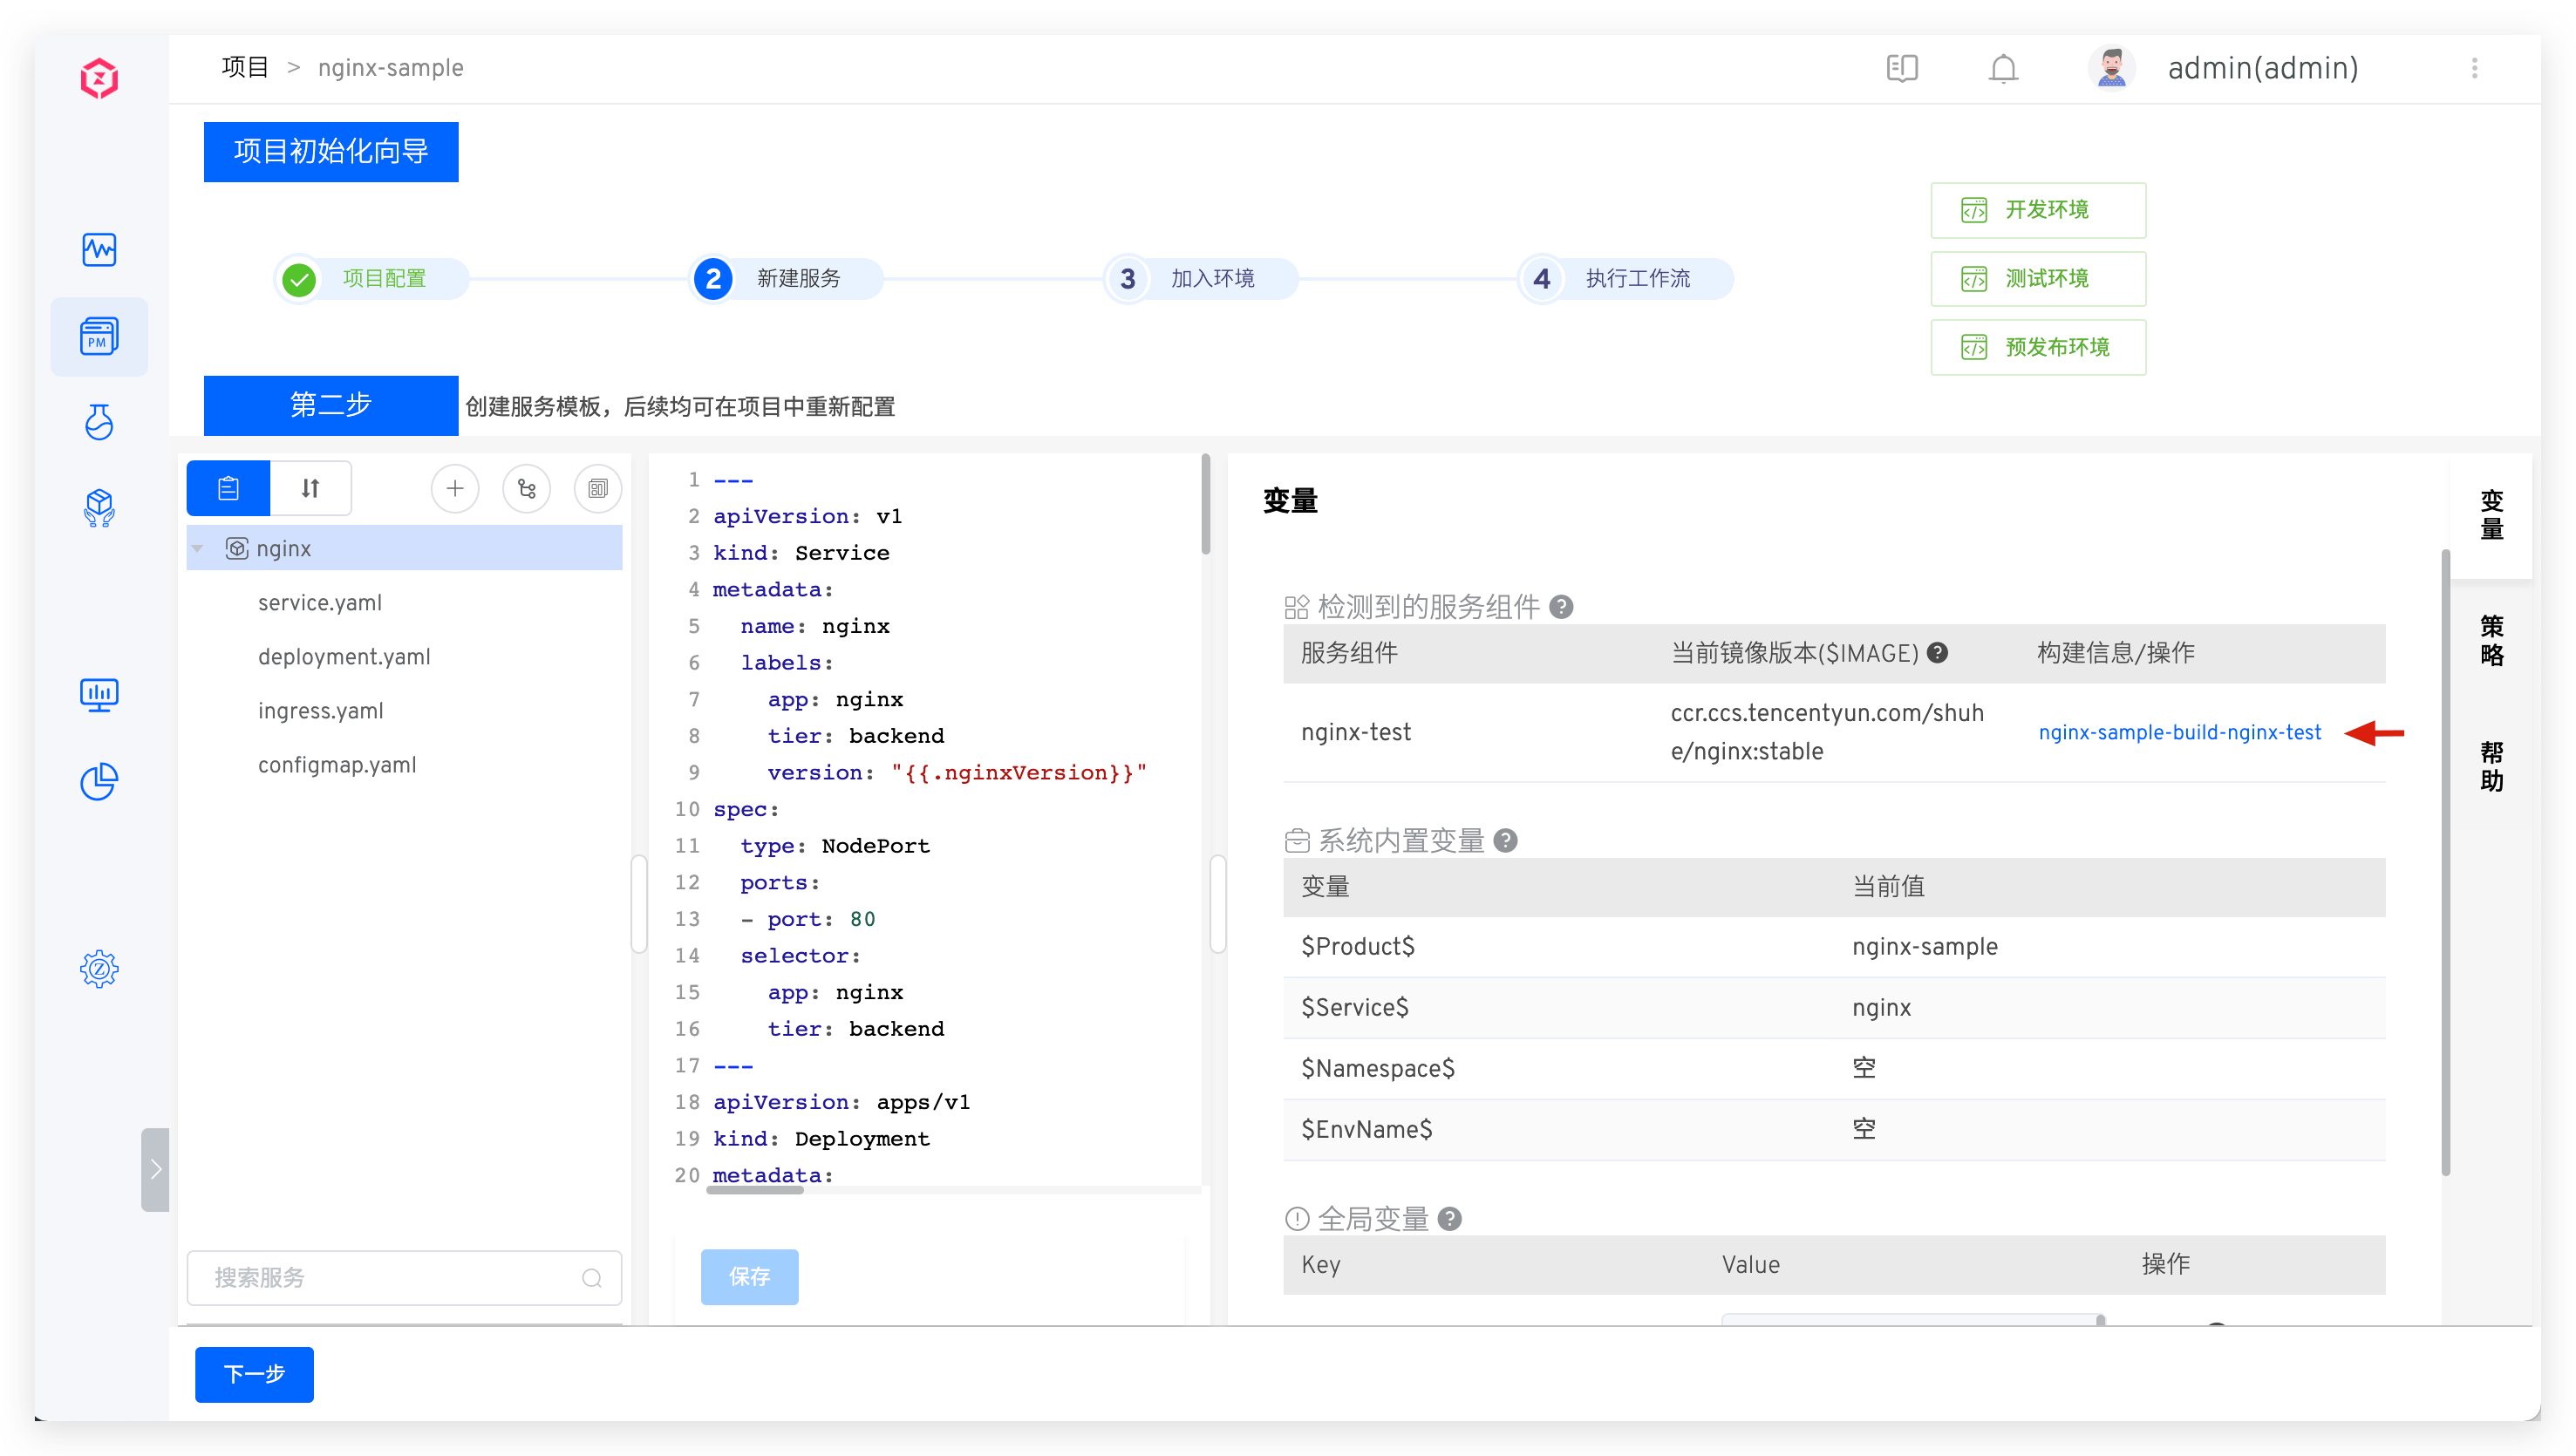 项目 > nginx-sample
admin(admin)
项目初始化向导
项目配置
2 新建服务
3 加入环境
4 执行工作流
开发环境
测试环境
预发布环境
第二步 创建服务模板，后续均可在项目中重新配置
PM
nginx
service.yaml
deployment.yaml
ingress.yaml
configmap.yaml
搜索服务
1 ---
2 apiVersion: v1
3 kind: Service
4 metadata:
5   name: nginx
6   labels:
7     app: nginx
8     tier: backend
9     version: "{{.nginxVersion}}"
10 spec:
11   type: NodePort
12   ports:
13   - port: 80
14   selector:
15     app: nginx
16     tier: backend
17 ---
18 apiVersion: apps/v1
19 kind: Deployment
20 metadata:
保存
变量
检测到的服务组件 ?
服务组件 当前镜像版本($IMAGE) ? 构建信息/操作
nginx-test ccr.ccs.tencentyun.com/shuh
e/nginx:stable nginx-sample-build-nginx-test
系统内置变量 ?
变量 当前值
$Product$ nginx-sample
$Service$ nginx
$Namespace$ 空
$EnvName$ 空
全局变量 ?
Key Value 操作
变量
策略
帮助
下一步